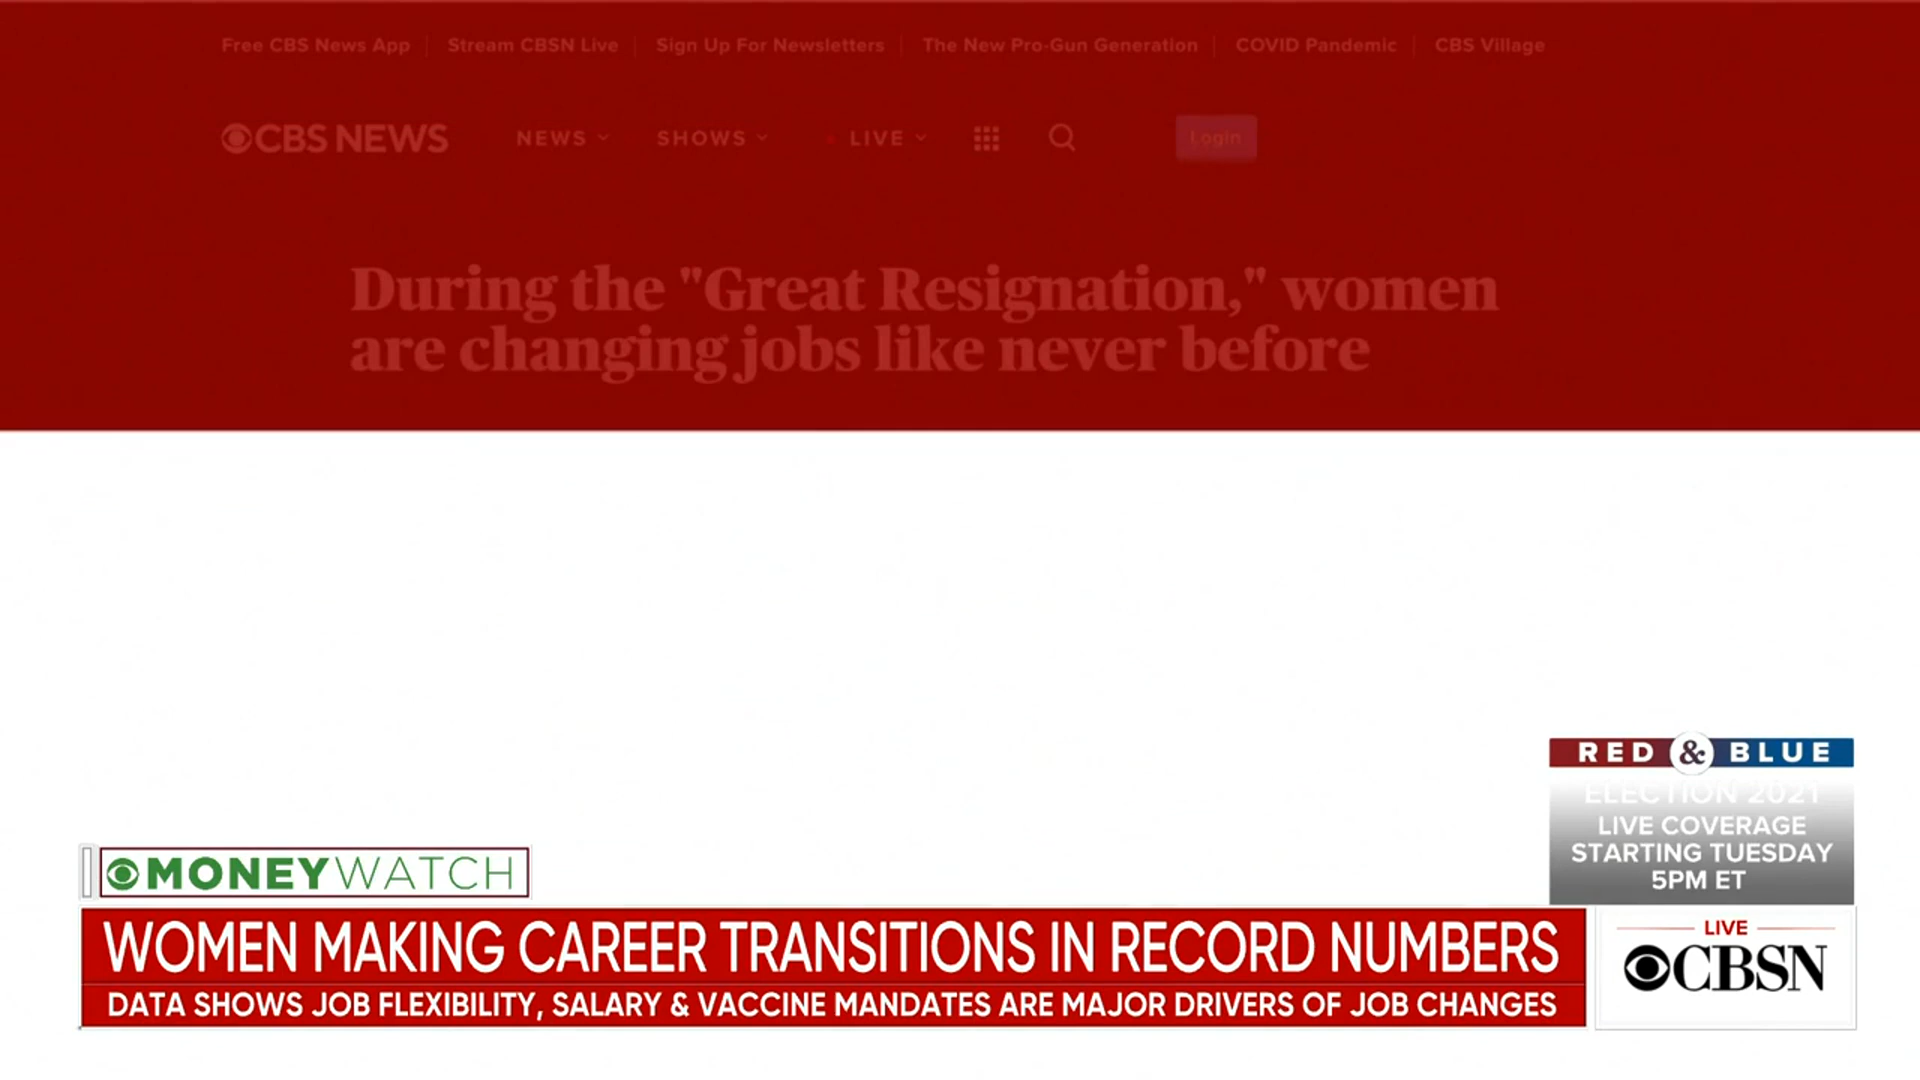 Free CBS News App
Stream CBSN Live
Sign Up For Newsletters
The New Pro-Gun Generation
COVID Pandemic
CBS Village
CBS NEWS
NEWS
SHOWS
LIVE
Login
During the "Great Resignation," women
are changing jobs like never before
RED & BLUE
ELECTION 2021
LIVE COVERAGE
STARTING TUESDAY
5PM ET
MONEYWATCH
WOMEN MAKING CAREER TRANSITIONS IN RECORD NUMBERS
DATA SHOWS JOB FLEXIBILITY, SALARY & VACCINE MANDATES ARE MAJOR DRIVERS OF JOB CHANGES
LIVE
CBSN